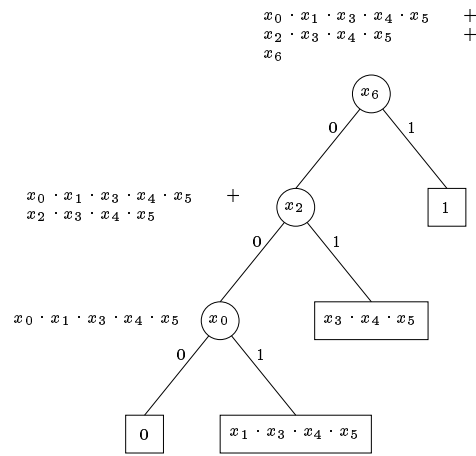 x₀ · x₁ · x₃ · x₄ · x₅ +
x₂ · x₃ · x₄ · x₅ +
x₆
x₆
0 1
x₀ · x₁ · x₃ · x₄ · x₅ +
x₂ · x₃ · x₄ · x₅
x₂
1
0 1
x₀ · x₁ · x₃ · x₄ · x₅
x₀
x₃ · x₄ · x₅
0 1
0
x₁ · x₃ · x₄ · x₅